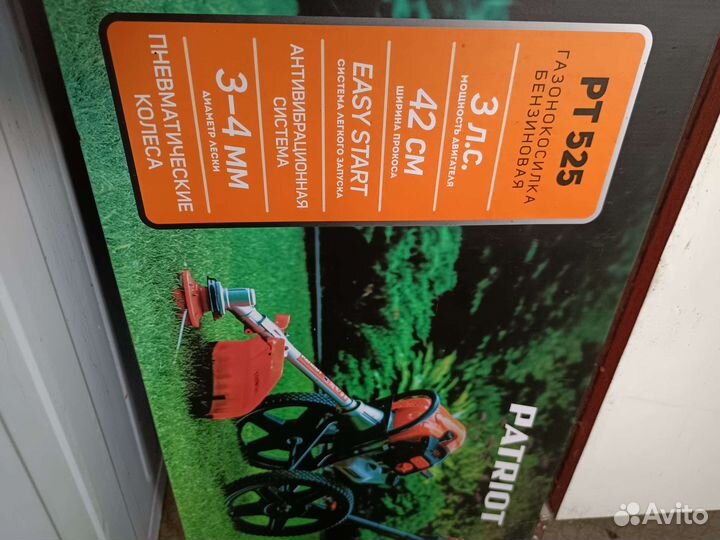 PT 525
ГАЗОНОКОСИЛКА
БЕНЗИНОВАЯ
3 Л.С.
МОЩНОСТЬ ДВИГАТЕЛЯ
42 СМ
ШИРИНА ПРОКОСА
EASY START
СИСТЕМА ЛЕГКОГО ЗАПУСКА
АНТИВИБРАЦИОННАЯ
СИСТЕМА
3–4 ММ
ДИАМЕТР ЛЕСКИ
ПНЕВМАТИЧЕСКИЕ
КОЛЕСА
PATRIOT
Avito